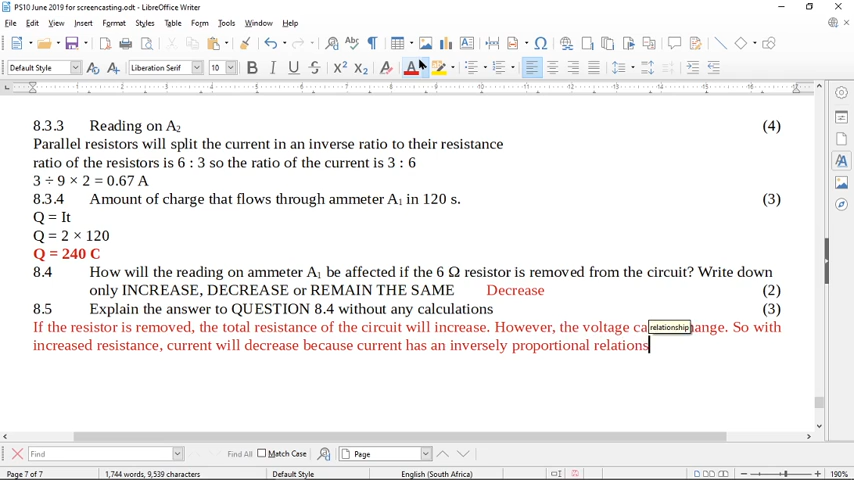 PS10 June 2019 for screencasting.odt - LibreOffice Writer
File Edit View Insert Format Styles Table Form Tools Window Help
Default Style Liberation Serif 10
8.3.3 Reading on A₂ (4)
Parallel resistors will split the current in an inverse ratio to their resistance
ratio of the resistors is 6 : 3 so the ratio of the current is 3 : 6
3 ÷ 9 × 2 = 0.67 A
8.3.4 Amount of charge that flows through ammeter A₁ in 120 s. (3)
Q = It
Q = 2 × 120
Q = 240 C
8.4 How will the reading on ammeter A₁ be affected if the 6 Ω resistor is removed from the circuit? Write down
only INCREASE, DECREASE or REMAIN THE SAME Decrease (2)
8.5 Explain the answer to QUESTION 8.4 without any calculations (3)
If the resistor is removed, the total resistance of the circuit will increase. However, the voltage ca relationship ange. So with
increased resistance, current will decrease because current has an inversely proportional relations
Find Find All Match Case Page
Page 7 of 7 1,744 words, 9,539 characters Default Style English (South Africa) 190%